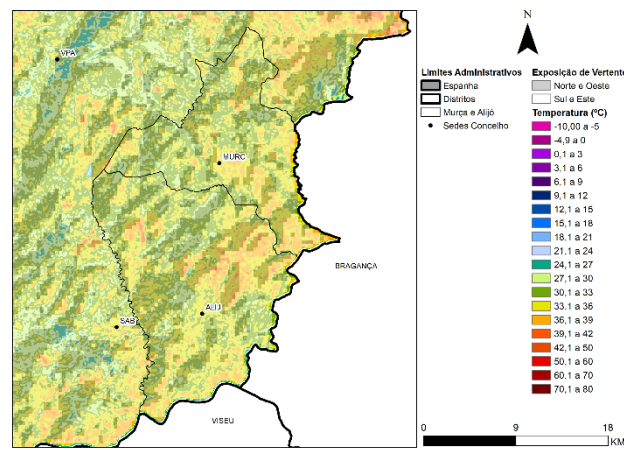 VPA
MURC
ALIJ
SAB
BRAGANÇA
VISEU
N
Limites Administrativos
Espanha
Distritos
Murça e Alijó
Sedes Concelho
Exposição de Vertente
Norte e Oeste
Sul e Este
Temperatura (ºC)
-10,00 a -5
-4,9 a 0
0,1 a 3
3,1 a 6
6,1 a 9
9,1 a 12
12,1 a 15
15,1 a 18
18,1 a 21
21,1 a 24
24,1 a 27
27,1 a 30
30,1 a 33
33,1 a 36
36,1 a 39
39,1 a 42
42,1 a 50
50,1 a 60
60,1 a 70
70,1 a 80
0 9 18
KM